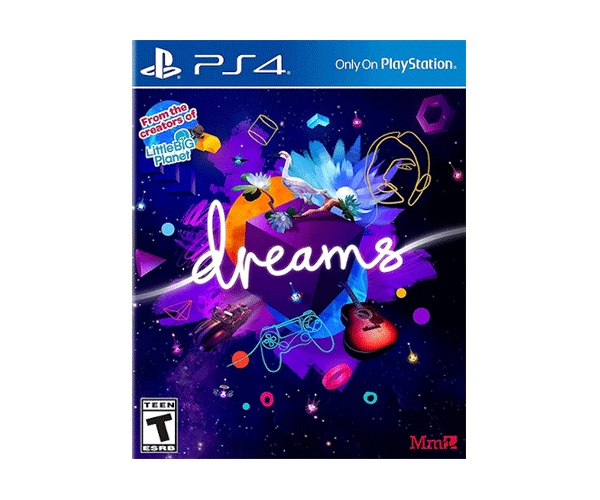 PS4
Only On PlayStation.
From the
creators of
LittleBIG
Planet
dreams
TEEN
T
ESRB
Mm